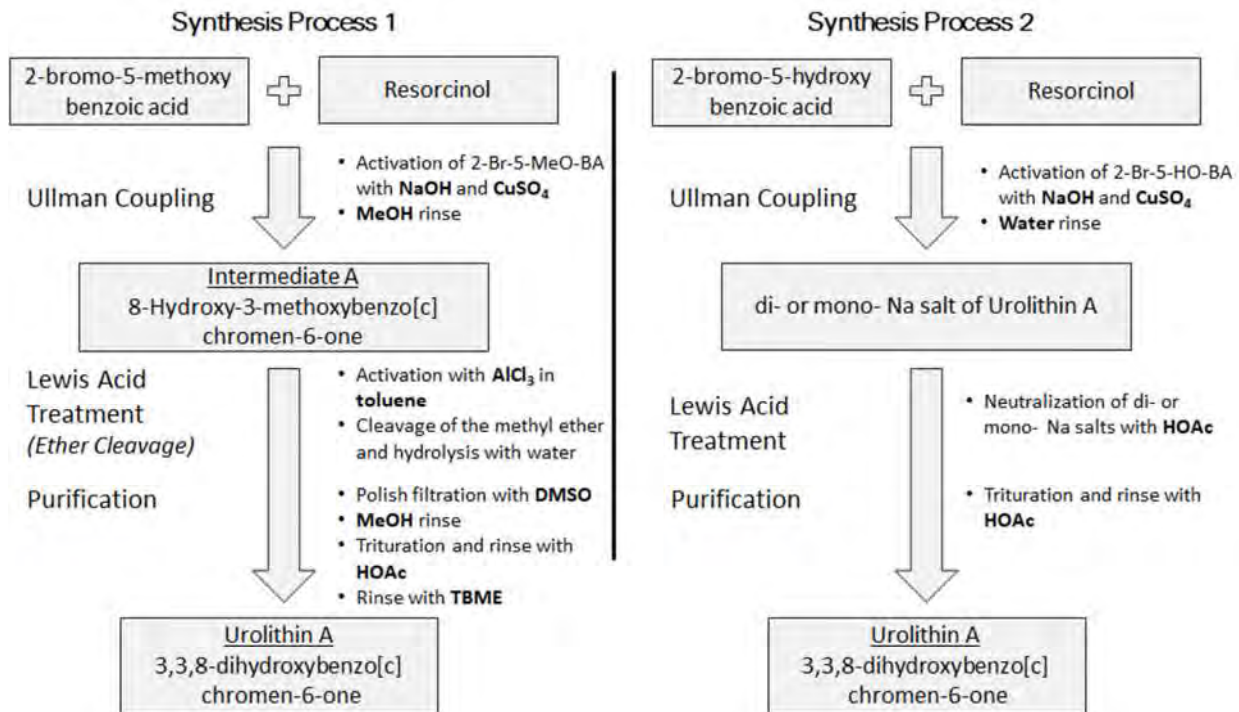 Synthesis Process 1
2-bromo-5-methoxy
benzoic acid
Resorcinol
Ullman Coupling
• Activation of 2-Br-5-MeO-BA
with NaOH and CuSO₄
• MeOH rinse
Intermediate A
8-Hydroxy-3-methoxybenzo[c]
chromen-6-one
Lewis Acid
Treatment
(Ether Cleavage)
• Activation with AlCl₃ in
toluene
• Cleavage of the methyl ether
and hydrolysis with water
Purification
• Polish filtration with DMSO
• MeOH rinse
• Trituration and rinse with
HOAc
• Rinse with TBME
Urolithin A
3,3,8-dihydroxybenzo[c]
chromen-6-one
Synthesis Process 2
2-bromo-5-hydroxy
benzoic acid
Resorcinol
Ullman Coupling
• Activation of 2-Br-5-HO-BA
with NaOH and CuSO₄
• Water rinse
di- or mono- Na salt of Urolithin A
Lewis Acid
Treatment
• Neutralization of di- or
mono- Na salts with HOAc
Purification
• Trituration and rinse with
HOAc
Urolithin A
3,3,8-dihydroxybenzo[c]
chromen-6-one